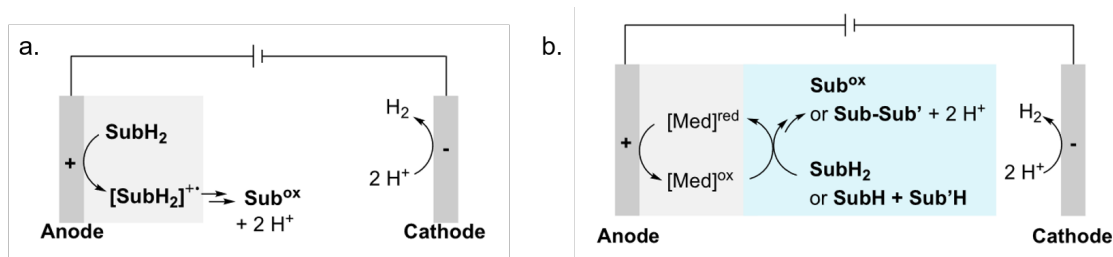 a.
H₂
SubH₂
+
-
[SubH₂]⁺• Subᵒˣ
2 H⁺
+ 2 H⁺
Anode
Cathode
b.
Subᵒˣ
or Sub-Sub’ + 2 H⁺
[Med]ʳᵉᵈ
H₂
+
-
[Med]ᵒˣ
SubH₂
2 H⁺
or SubH + Sub’H
Anode
Cathode